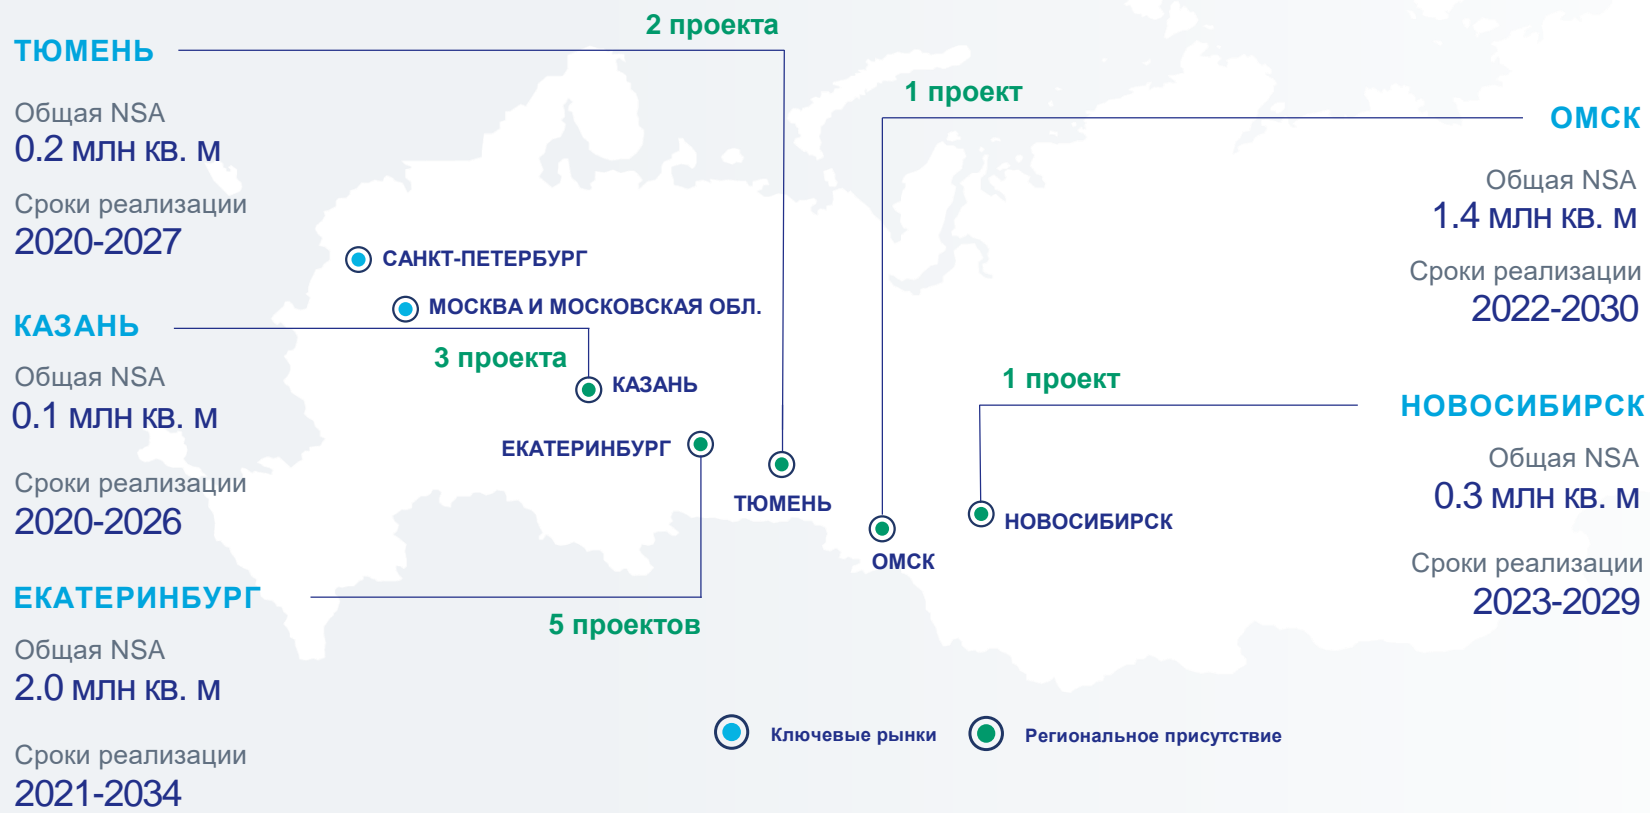 ТЮМЕНЬ
2 проекта
Общая NSA
0.2 млн кв. м
Сроки реализации
2020-2027
КАЗАНЬ
3 проекта
Общая NSA
0.1 млн кв. м
Сроки реализации
2020-2026
ЕКАТЕРИНБУРГ
5 проектов
Общая NSA
2.0 млн кв. м
Сроки реализации
2021-2034
САНКТ-ПЕТЕРБУРГ
МОСКВА И МОСКОВСКАЯ ОБЛ.
КАЗАНЬ
ЕКАТЕРИНБУРГ
ТЮМЕНЬ
ОМСК
НОВОСИБИРСК
1 проект
ОМСК
Общая NSA
1.4 млн кв. м
Сроки реализации
2022-2030
1 проект
НОВОСИБИРСК
Общая NSA
0.3 млн кв. м
Сроки реализации
2023-2029
Ключевые рынки
Региональное присутствие